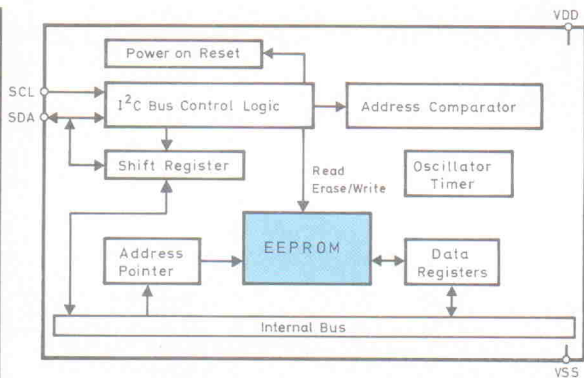 VDD
Power on Reset
SCL
I²C Bus Control Logic
Address Comparator
SDA
Shift Register
Read
Erase/Write
Oscillator
Timer
EEPROM
Address
Pointer
Data
Registers
Internal Bus
VSS